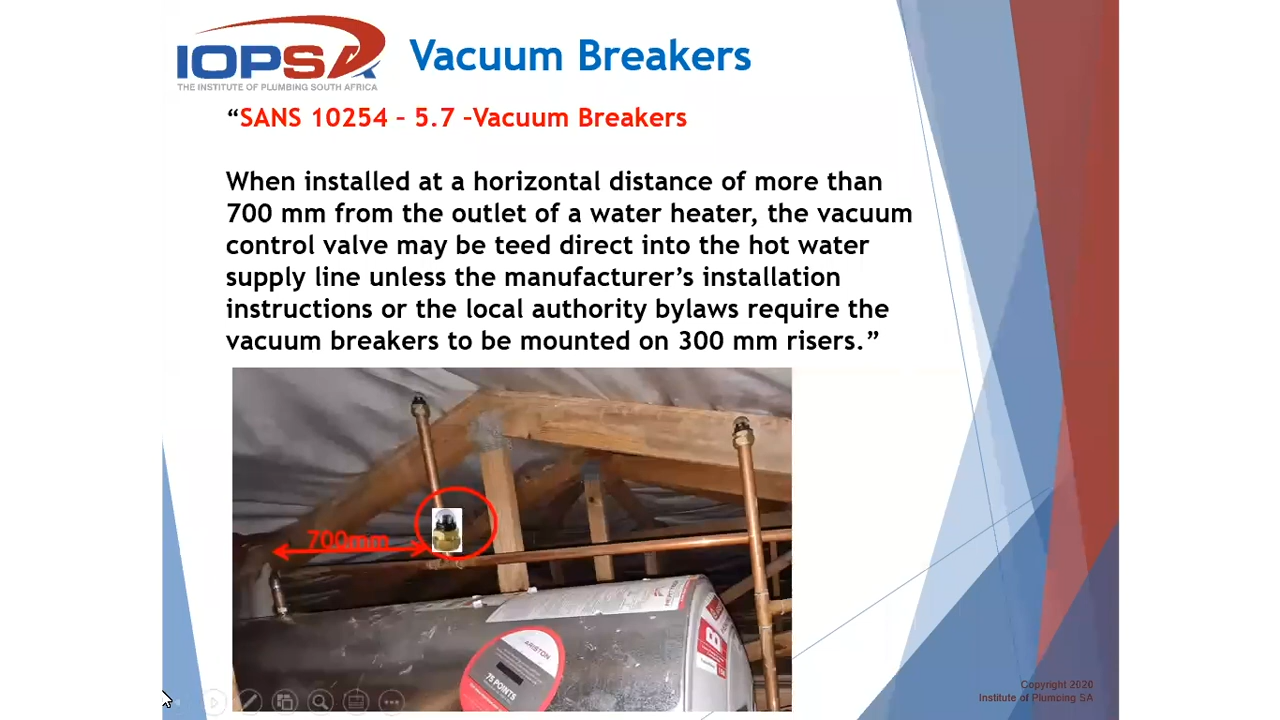 IOPSA
THE INSTITUTE OF PLUMBING SOUTH AFRICA
Vacuum Breakers
“SANS 10254 – 5.7 –Vacuum Breakers
When installed at a horizontal distance of more than
700 mm from the outlet of a water heater, the vacuum
control valve may be teed direct into the hot water
supply line unless the manufacturer’s installation
instructions or the local authority bylaws require the
vacuum breakers to be mounted on 300 mm risers.”
700mm
ARISTON
75 POINTS
Copyright 2020
Institute of Plumbing SA